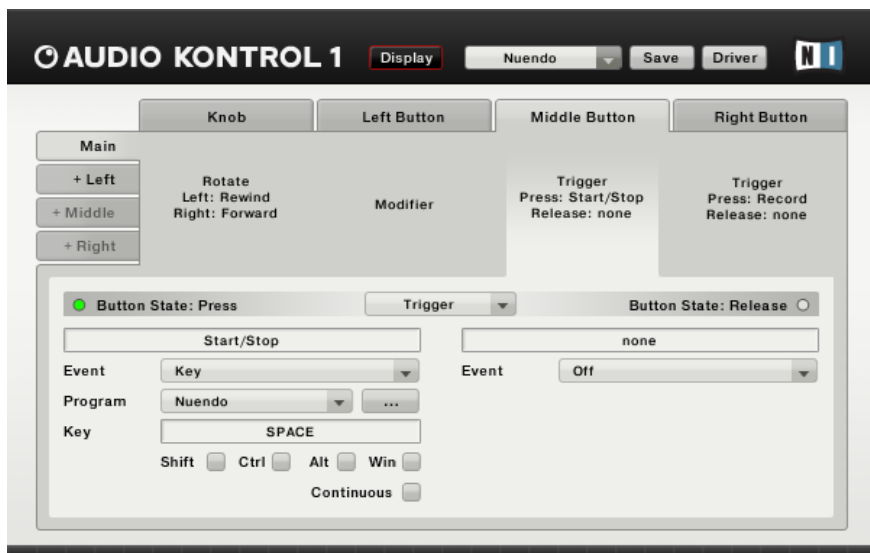 AUDIO KONTROL 1 Display Nuendo Save Driver NI
Knob Left Button Middle Button Right Button
Main
+ Left
+ Middle
+ Right
Rotate
Left: Rewind
Right: Forward
Modifier
Trigger
Press: Start/Stop
Release: none
Trigger
Press: Record
Release: none
Button State: Press Trigger Button State: Release
Start/Stop none
Event Key Event Off
Program Nuendo ...
Key SPACE
Shift Ctrl Alt Win
Continuous